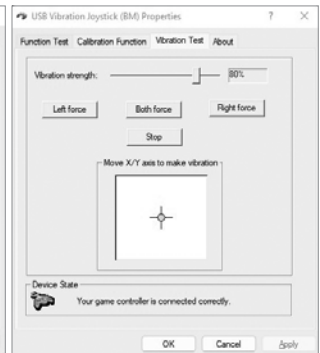 USB Vibration Joystick (BM) Properties ? ×
Function Test Calibration Function Vibration Test About
Vibration strength: 80%
Left force Both force Right force
Stop
Move X/Y axis to make vibration
Device State
Your game controller is connected correctly.
OK Cancel Apply